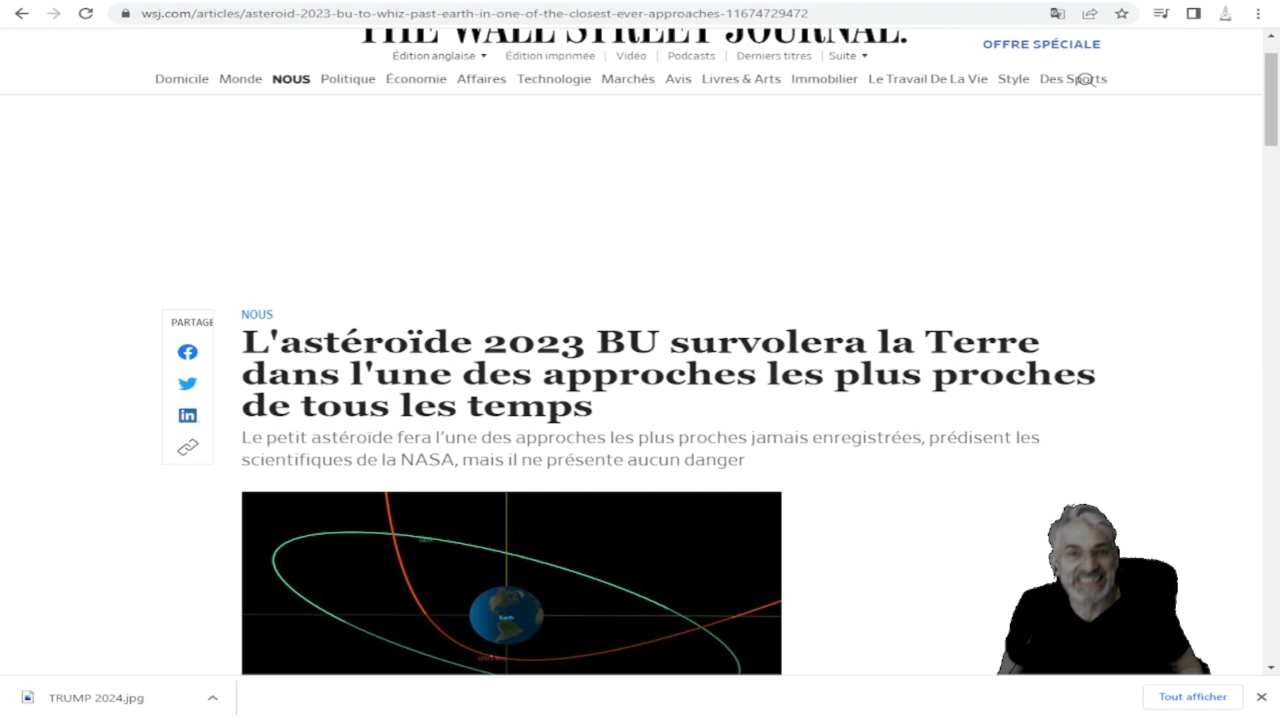 wsj.com/articles/asteroid-2023-bu-to-whiz-past-earth-in-one-of-the-closest-ever-approaches-11674729472
THE WALL STREET JOURNAL.
OFFRE SPÉCIALE
Édition anglaise Édition imprimée Vidéo Podcasts Derniers titres Suite
Domicile Monde NOUS Politique Économie Affaires Technologie Marchés Avis Livres & Arts Immobilier Le Travail De La Vie Style Des Sports
PARTAGE
NOUS
L'astéroïde 2023 BU survolera la Terre
dans l'une des approches les plus proches
de tous les temps
Le petit astéroïde fera l’une des approches les plus proches jamais enregistrées, prédisent les
scientifiques de la NASA, mais il ne présente aucun danger
Earth
TRUMP 2024.jpg
Tout afficher